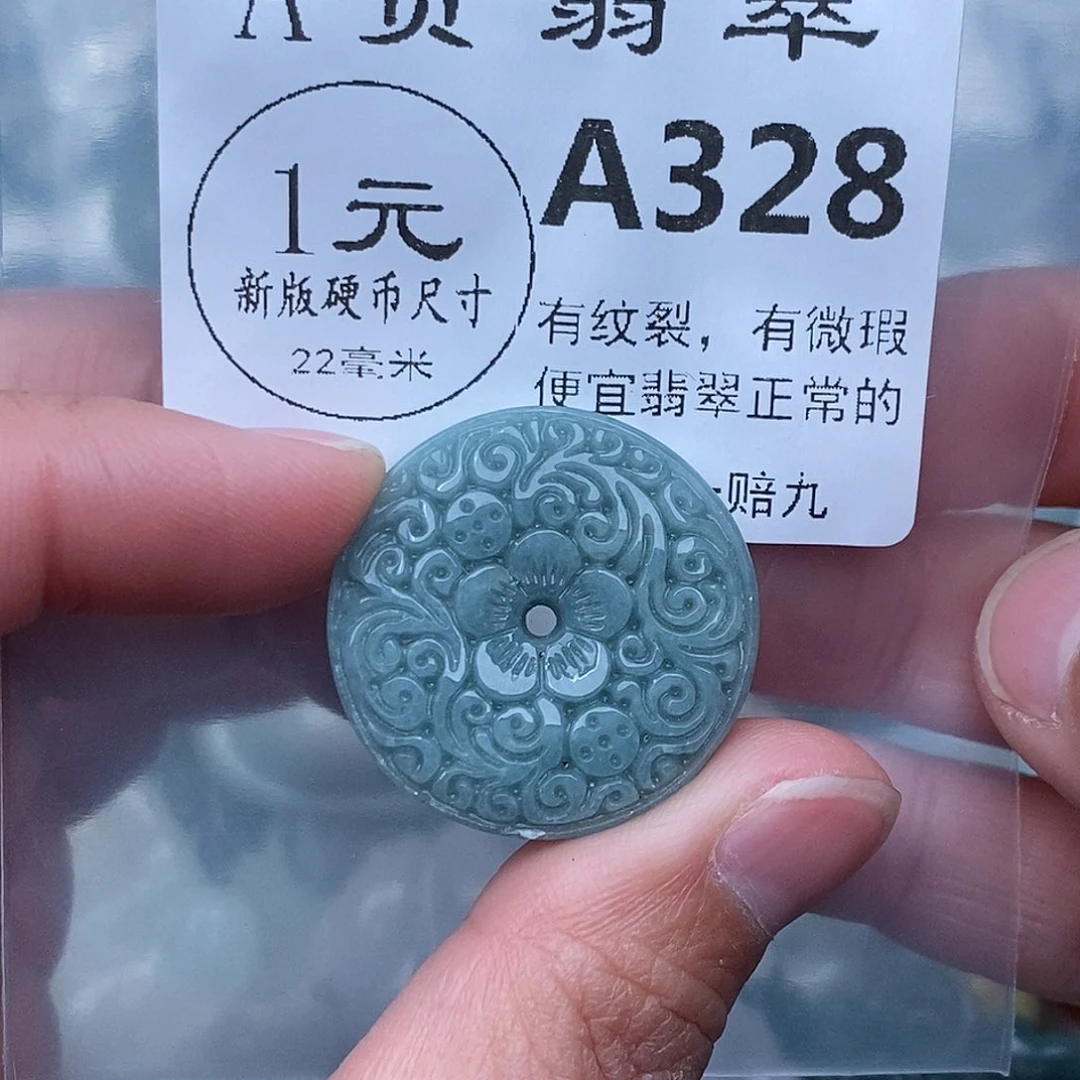 A货翡翠
1元
新版硬币尺寸
22毫米
A328
有纹裂，有微瑕
便宜翡翠正常的
一赔九